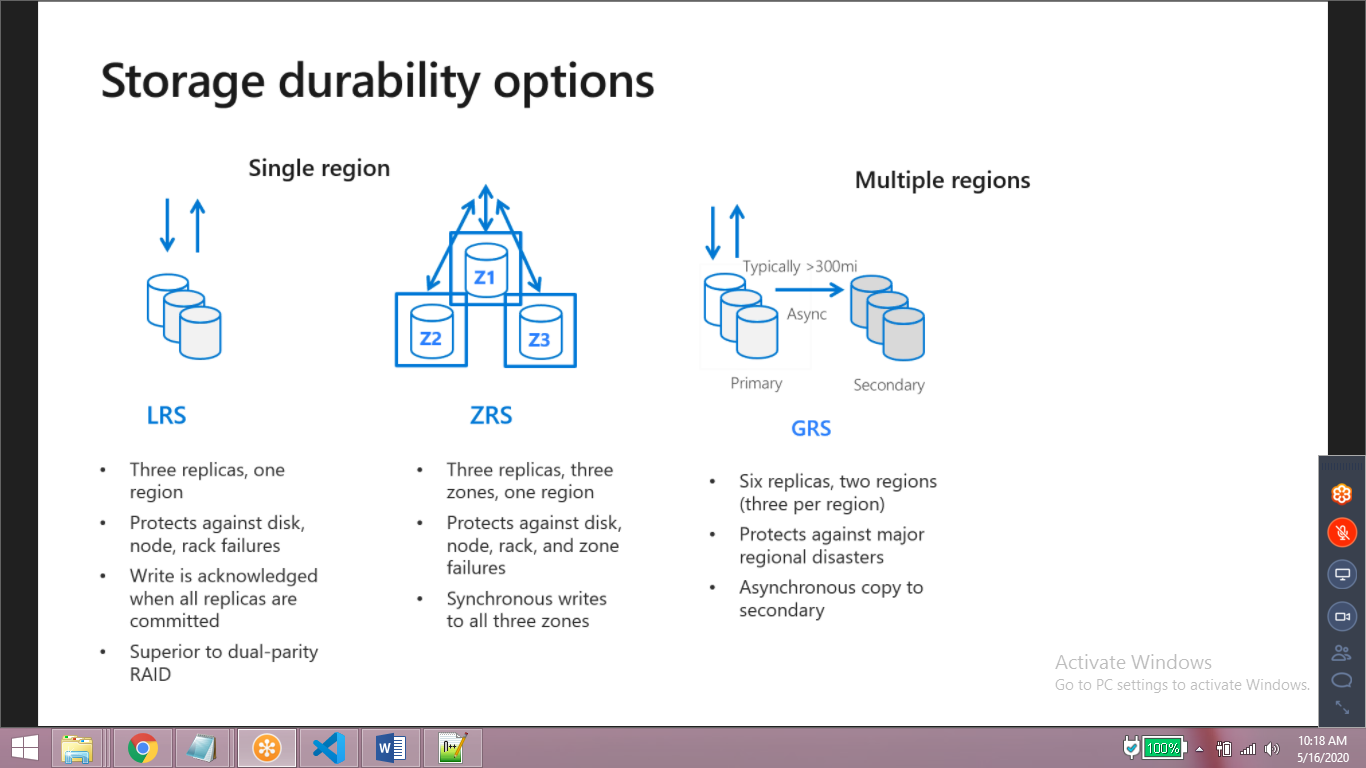 Storage durability options
Single region
Multiple regions
Z1
Z2
Z3
Typically >300mi
Async
Primary
Secondary
LRS
• Three replicas, one
region
• Protects against disk,
node, rack failures
• Write is acknowledged
when all replicas are
committed
• Superior to dual-parity
RAID
ZRS
• Three replicas, three
zones, one region
• Protects against disk,
node, rack, and zone
failures
• Synchronous writes
to all three zones
GRS
• Six replicas, two regions
(three per region)
• Protects against major
regional disasters
• Asynchronous copy to
secondary
Activate Windows
Go to PC settings to activate Windows.
W
n++
100%
10:18 AM
5/16/2020